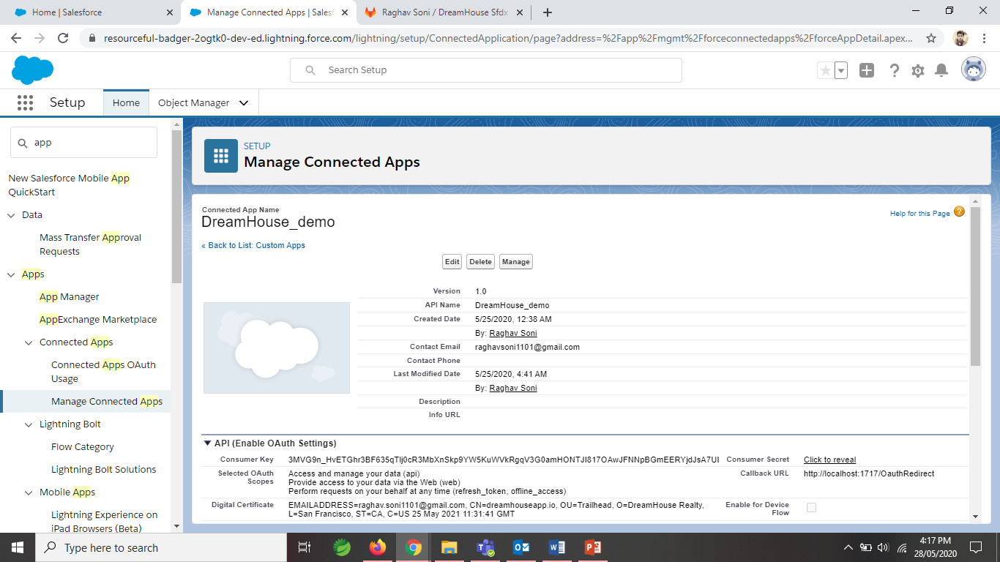 Home | Salesforce
Manage Connected Apps | Salesf
Raghav Soni / DreamHouse Sfdx
resourceful-badger-2ogtk0-dev-ed.lightning.force.com/lightning/setup/ConnectedApplication/page?address=%2Fapp%2Fmgmt%2Fforceconnectedapps%2FforceAppDetail.apex...
Search Setup
Setup
Home
Object Manager
app
New Salesforce Mobile App
QuickStart
Data
Mass Transfer Approval
Requests
Apps
App Manager
AppExchange Marketplace
Connected Apps
Connected Apps OAuth
Usage
Manage Connected Apps
Lightning Bolt
Flow Category
Lightning Bolt Solutions
Mobile Apps
Lightning Experience on
iPad Browsers (Beta)
SETUP
Manage Connected Apps
Connected App Name
DreamHouse_demo
Help for this Page
« Back to List: Custom Apps
Edit Delete Manage
Version 1.0
API Name DreamHouse_demo
Created Date 5/25/2020, 12:38 AM
By: Raghav Soni
Contact Email raghavsoni1101@gmail.com
Contact Phone
Last Modified Date 5/25/2020, 4:41 AM
By: Raghav Soni
Description
Info URL
API (Enable OAuth Settings)
Consumer Key 3MVG9n_HvETGhr3BF635qTlj0cR3MbXnSkp9YW5KuWVkRgqV3G0amHONTJI817OAwJFNNpBGmEERYjdJsA7UI Consumer Secret Click to reveal
Selected OAuth Scopes Access and manage your data (api) Callback URL http://localhost:1717/OauthRedirect
Provide access to your data via the Web (web)
Perform requests on your behalf at any time (refresh_token, offline_access)
Digital Certificate EMAILADDRESS=raghav.soni1101@gmail.com, CN=dreamhouseapp.io, OU=Trailhead, O=DreamHouse Realty, Enable for Device Flow
L=San Francisco, ST=CA, C=US 25 May 2021 11:31:41 GMT
Type here to search
4:17 PM
28/05/2020